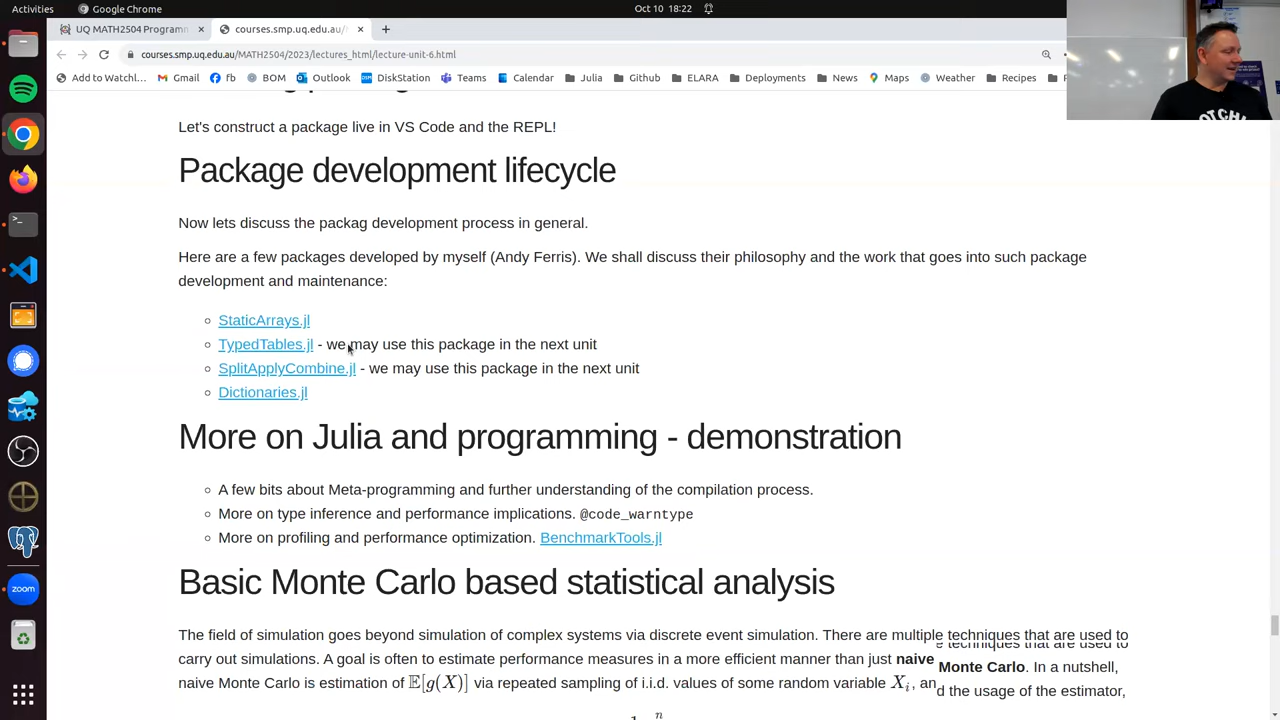 Activities
Google Chrome
Oct 10 18:22
UQ MATH2504 Programm
courses.smp.uq.edu.au/
courses.smp.uq.edu.au/MATH2504/2023/lectures_html/lecture-unit-6.html
Add to Watchl...
Gmail
Fb
BOM
Outlook
DiskStation
Teams
Calendar
Julia
Github
ELARA
Deployments
News
Maps
Weather
Recipes
Let's construct a package live in VS Code and the REPL!
Package development lifecycle
Now lets discuss the packag development process in general.
Here are a few packages developed by myself (Andy Ferris). We shall discuss their philosophy and the work that goes into such package
development and maintenance:
StaticArrays.jl
TypedTables.jl - we may use this package in the next unit
SplitApplyCombine.jl - we may use this package in the next unit
Dictionaries.jl
More on Julia and programming - demonstration
A few bits about Meta-programming and further understanding of the compilation process.
More on type inference and performance implications. @code_warntype
More on profiling and performance optimization. BenchmarkTools.jl
Basic Monte Carlo based statistical analysis
The field of simulation goes beyond simulation of complex systems via discrete event simulation. There are multiple techniques that are used to
carry out simulations. A goal is often to estimate performance measures in a more efficient manner than just naive Monte Carlo. In a nutshell,
naive Monte Carlo is estimation of 𝔼[g(X)] via repeated sampling of i.i.d. values of some random variable Xᵢ, and the usage of the estimator,
zoom